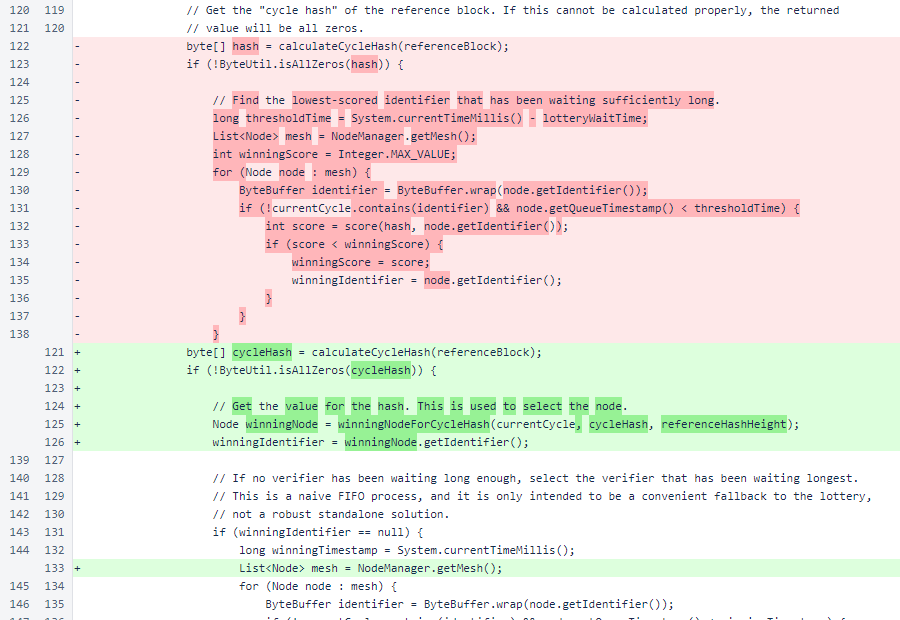 120 119 // Get the "cycle hash" of the reference block. If this cannot be calculated properly, the returned
121 120 // value will be all zeros.
122 - byte[] hash = calculateCycleHash(referenceBlock);
123 - if (!ByteUtil.isAllZeros(hash)) {
124 -
125 - // Find the lowest-scored identifier that has been waiting sufficiently long.
126 - long thresholdTime = System.currentTimeMillis() - lotteryWaitTime;
127 - List<Node> mesh = NodeManager.getMesh();
128 - int winningScore = Integer.MAX_VALUE;
129 - for (Node node : mesh) {
130 - ByteBuffer identifier = ByteBuffer.wrap(node.getIdentifier());
131 - if (!currentCycle.contains(identifier) && node.getQueueTimestamp() < thresholdTime) {
132 - int score = score(hash, node.getIdentifier());
133 - if (score < winningScore) {
134 - winningScore = score;
135 - winningIdentifier = node.getIdentifier();
136 - }
137 - }
138 - }
121 + byte[] cycleHash = calculateCycleHash(referenceBlock);
122 + if (!ByteUtil.isAllZeros(cycleHash)) {
123 +
124 + // Get the value for the hash. This is used to select the node.
125 + Node winningNode = winningNodeForCycleHash(currentCycle, cycleHash, referenceHashHeight);
126 + winningIdentifier = winningNode.getIdentifier();
139 127
140 128 // If no verifier has been waiting long enough, select the verifier that has been waiting longest.
141 129 // This is a naive FIFO process, and it is only intended to be a convenient fallback to the lottery,
142 130 // not a robust standalone solution.
143 131 if (winningIdentifier == null) {
144 132 long winningTimestamp = System.currentTimeMillis();
133 + List<Node> mesh = NodeManager.getMesh();
145 134 for (Node node : mesh) {
146 135 ByteBuffer identifier = ByteBuffer.wrap(node.getIdentifier());